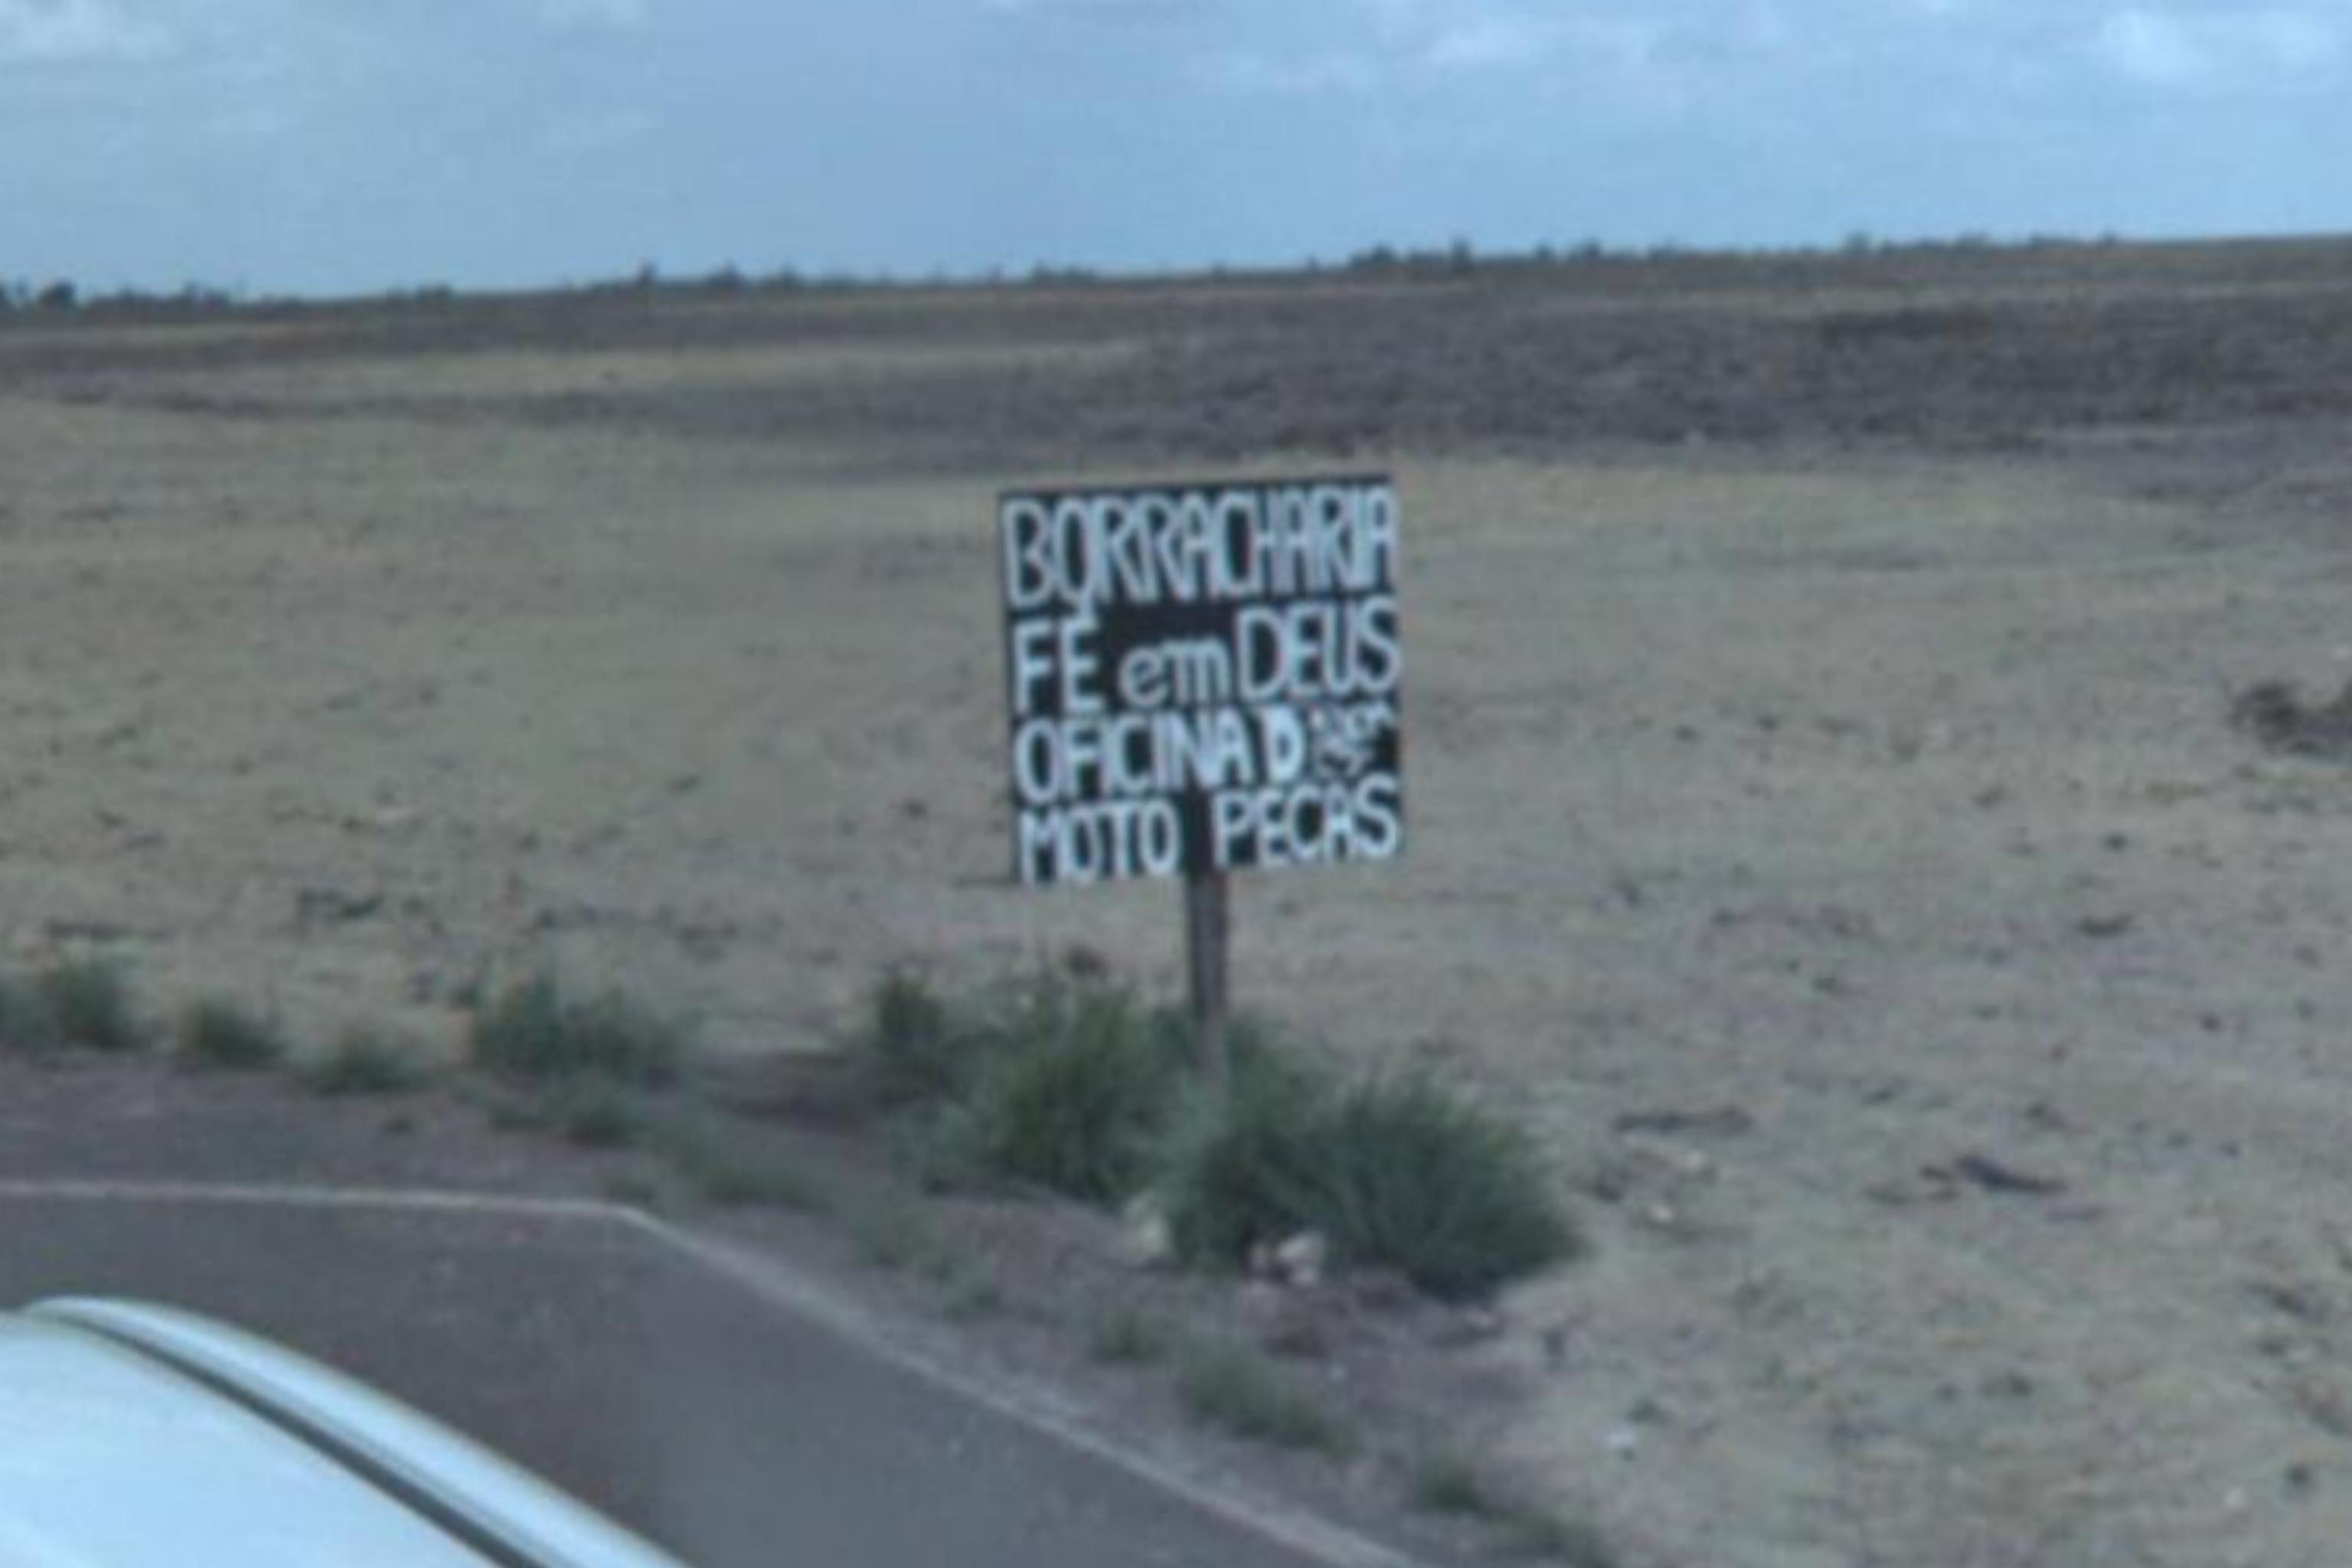 BORRACHARIA
FÉ em DEUS
OFICINA D
MOTO PEÇAS